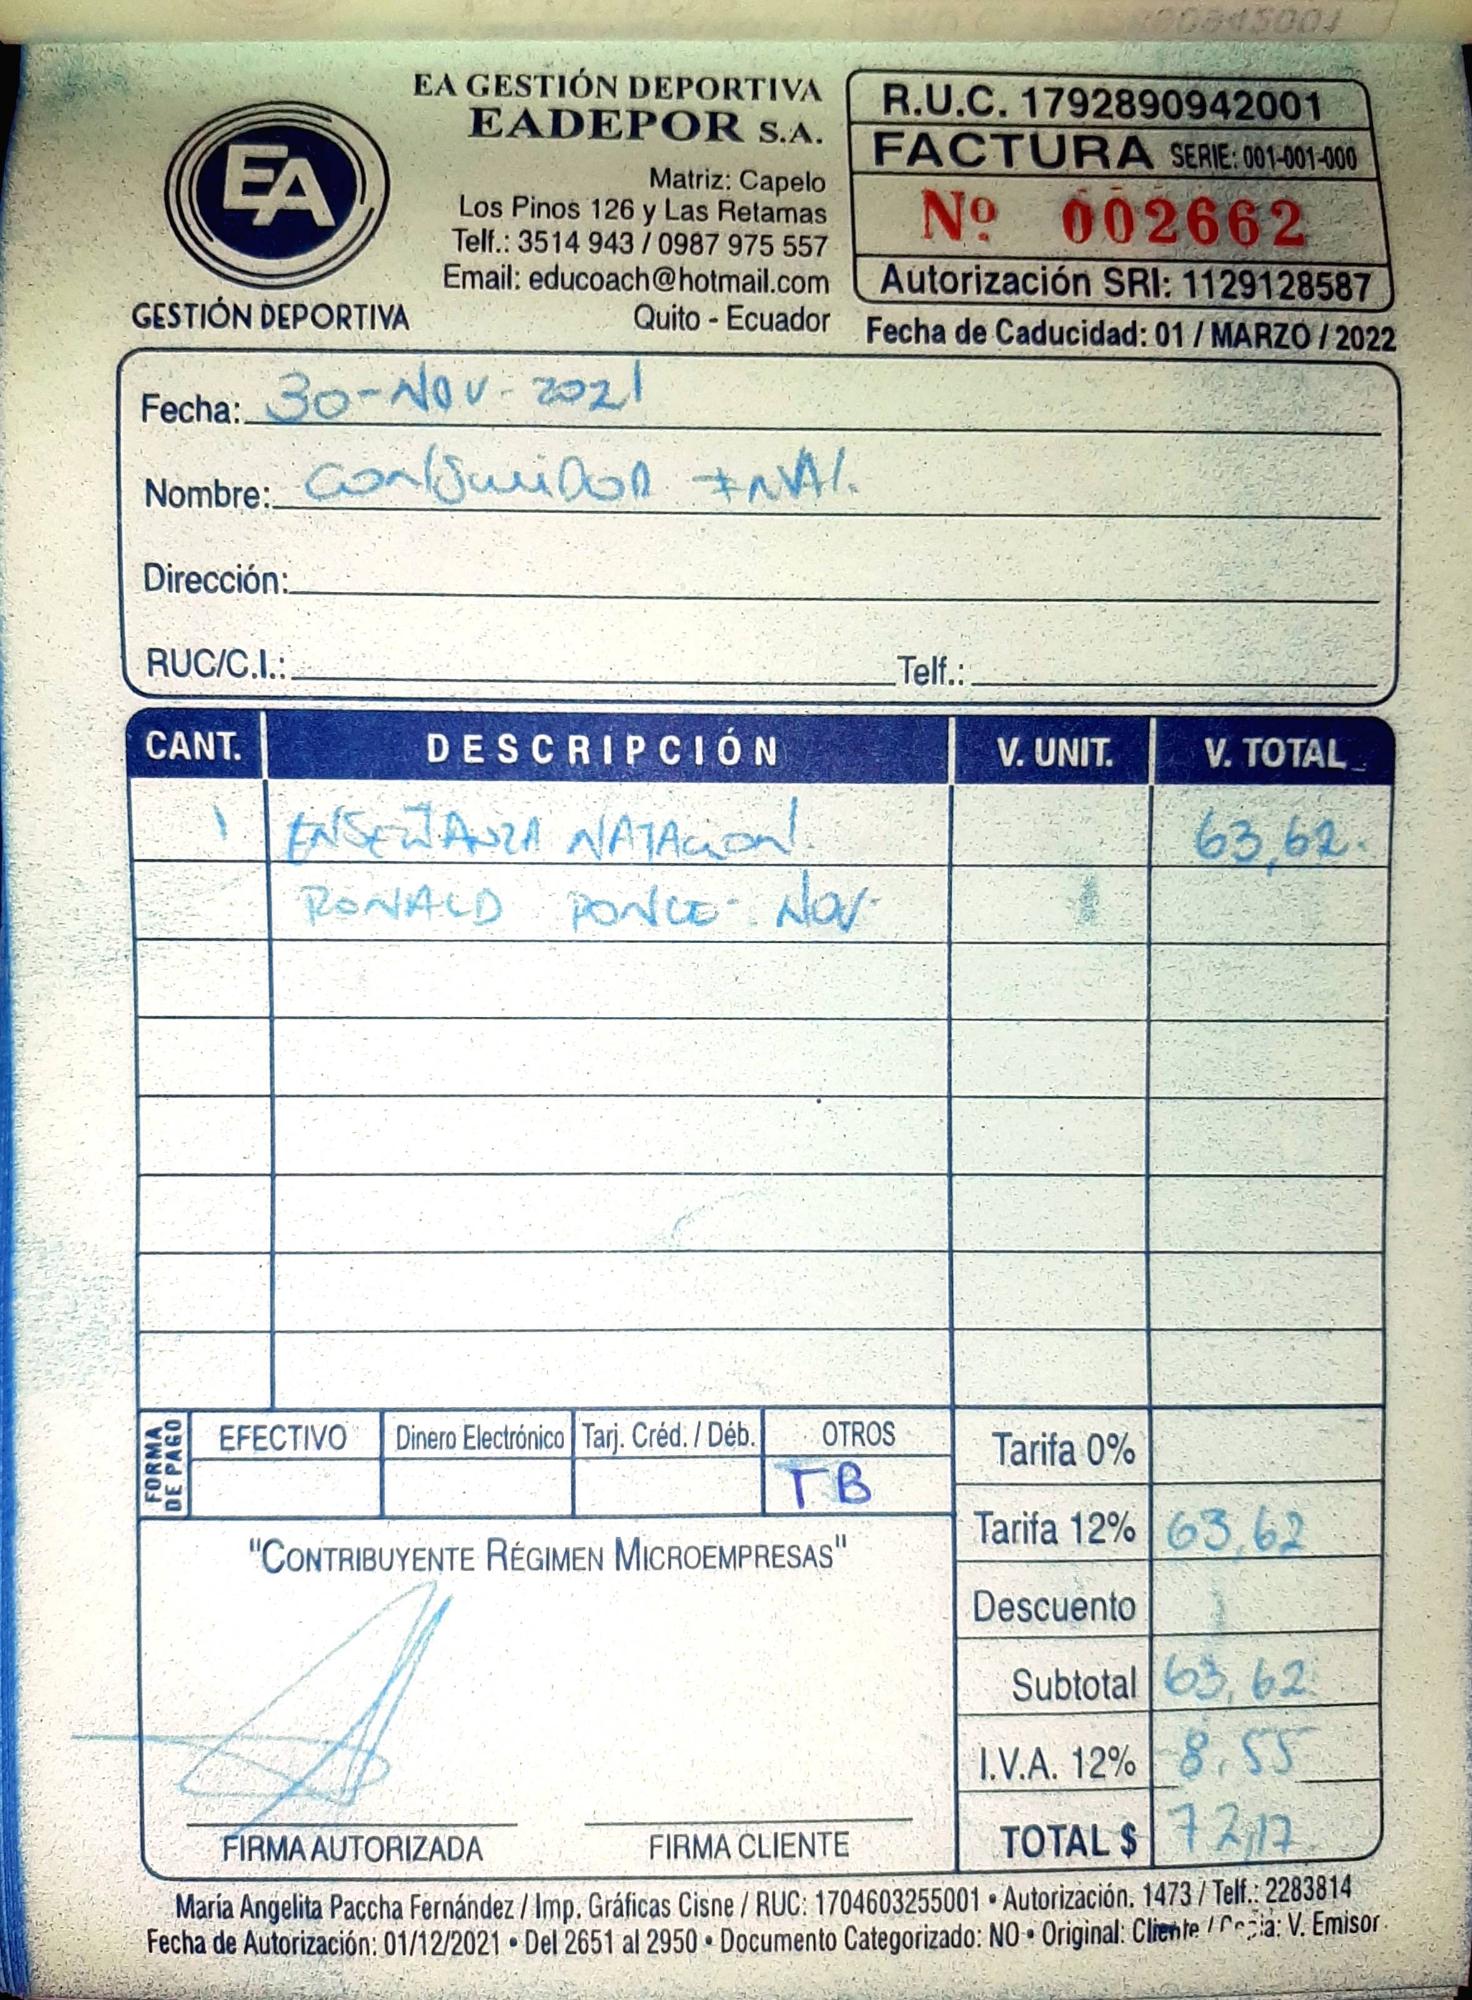 EA GESTIÓN DEPORTIVA
EADEPOR S.A.
Matriz: Capelo
Los Pinos 126 y Las Retamas
Telf.: 3514 943 / 0987 975 557
Email: educoach@hotmail.com
Quito - Ecuador
EA
GESTIÓN DEPORTIVA
R.U.C. 1792890942001
FACTURA SERIE: 001-001-000
Nº 002662
Autorización SRI: 1129128587
Fecha de Caducidad: 01 / MARZO / 2022
Fecha: 30-NOV-2021
Nombre: CONSUMIDOR FINAL.
Dirección:
RUC/C.I.: Telf.:
CANT. DESCRIPCIÓN V. UNIT. V. TOTAL
1 ENSEÑANZA NATACION. 63,62.
RONALD PONCE- NOV-
FORMA DE PAGO
EFECTIVO Dinero Electrónico Tarj. Créd. / Déb. OTROS
TB
Tarifa 0%
Tarifa 12% 63,62
Descuento
Subtotal 63,62
I.V.A. 12% 8,55
TOTAL $ 72,17
"CONTRIBUYENTE RÉGIMEN MICROEMPRESAS"
FIRMA AUTORIZADA FIRMA CLIENTE
María Angelita Paccha Fernández / Imp. Gráficas Cisne / RUC: 1704603255001 • Autorización. 1473 / Telf.: 2283814
Fecha de Autorización: 01/12/2021 • Del 2651 al 2950 • Documento Categorizado: NO • Original: Cliente / Copia: V. Emisor